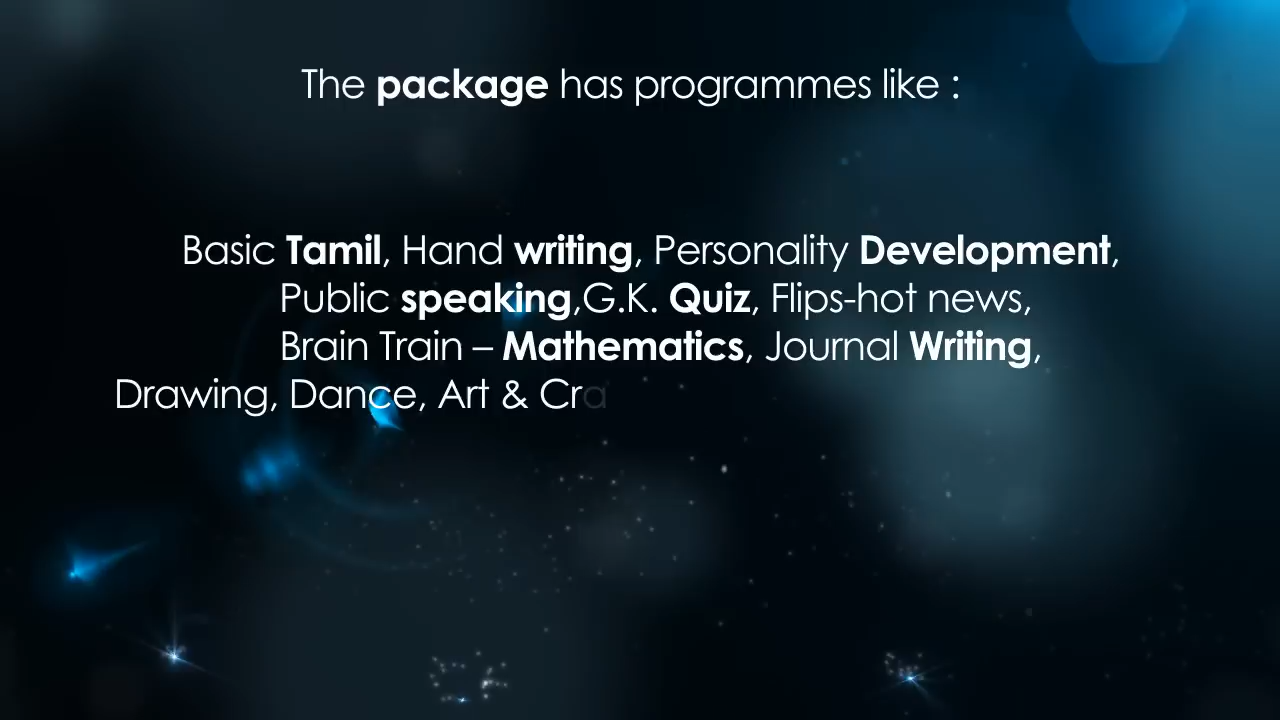 The package has programmes like :
Basic Tamil, Hand writing, Personality Development,
Public speaking,G.K. Quiz, Flips-hot news,
Brain Train – Mathematics, Journal Writing,
Drawing, Dance, Art & Cra